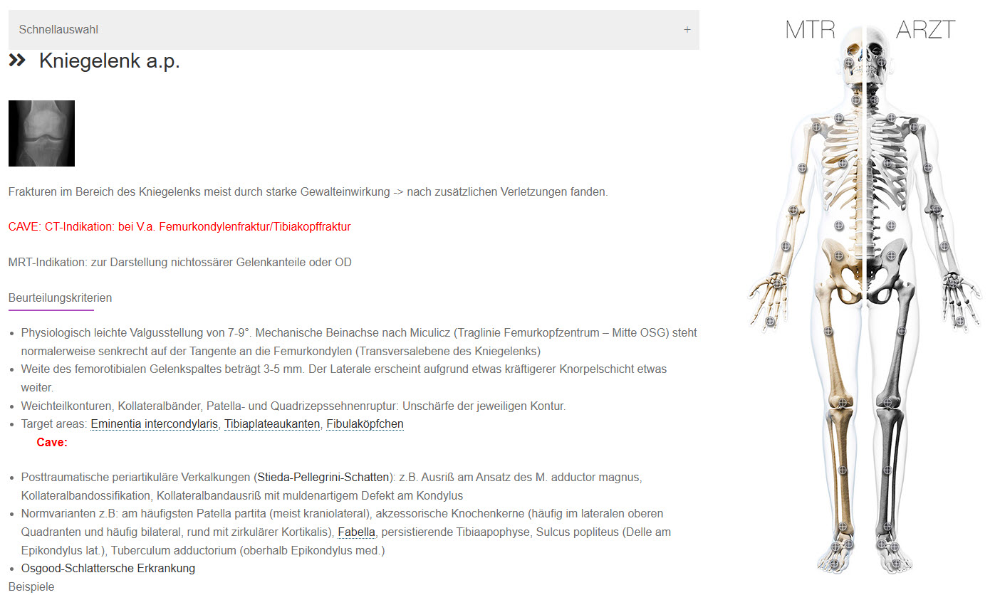 Schnellauswahl +
MTR ARZT
Kniegelenk a.p.
Frakturen im Bereich des Kniegelenks meist durch starke Gewalteinwirkung -> nach zusätzlichen Verletzungen fanden.
CAVE: CT-Indikation: bei V.a. Femurkondylenfraktur/Tibiakopffraktur
MRT-Indikation: zur Darstellung nichtossärer Gelenkanteile oder OD
Beurteilungskriterien
• Physiologisch leichte Valgusstellung von 7-9°. Mechanische Beinachse nach Miculicz (Traglinie Femurkopfzentrum – Mitte OSG) steht
normalerweise senkrecht auf der Tangente an die Femurkondylen (Transversalebene des Kniegelenks)
• Weite des femorotibialen Gelenkspaltes beträgt 3-5 mm. Der Laterale erscheint aufgrund etwas kräftigerer Knorpelschicht etwas
weiter.
• Weichteilkonturen, Kollateralbänder, Patella- und Quadrizepssehnenruptur: Unschärfe der jeweiligen Kontur.
• Target areas: Eminentia intercondylaris, Tibiaplateaukanten, Fibulaköpfchen
Cave:
• Posttraumatische periartikuläre Verkalkungen (Stieda-Pellegrini-Schatten): z.B. Ausriß am Ansatz des M. adductor magnus,
Kollateralbandossifikation, Kollateralbandausriß mit muldenartigem Defekt am Kondylus
• Normvarianten z.B: am häufigsten Patella partita (meist kraniolateral), akzessorische Knochenkerne (häufig im lateralen oberen
Quadranten und häufig bilateral, rund mit zirkulärer Kortikalis), Fabella, persistierende Tibiaapophyse, Sulcus popliteus (Delle am
Epikondylus lat.), Tuberculum adductorium (oberhalb Epikondylus med.)
• Osgood-Schlattersche Erkrankung
Beispiele